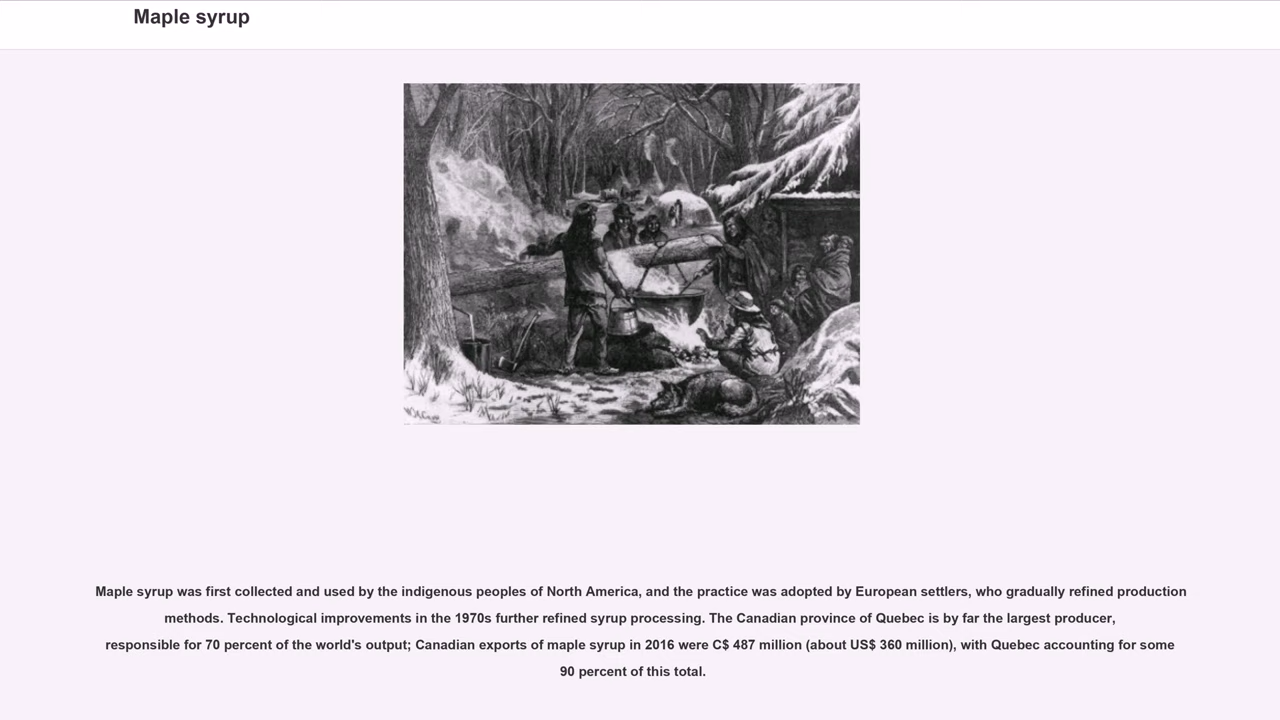 Maple syrup
Maple syrup was first collected and used by the indigenous peoples of North America, and the practice was adopted by European settlers, who gradually refined production
methods. Technological improvements in the 1970s further refined syrup processing. The Canadian province of Quebec is by far the largest producer,
responsible for 70 percent of the world's output; Canadian exports of maple syrup in 2016 were C$ 487 million (about US$ 360 million), with Quebec accounting for some
90 percent of this total.